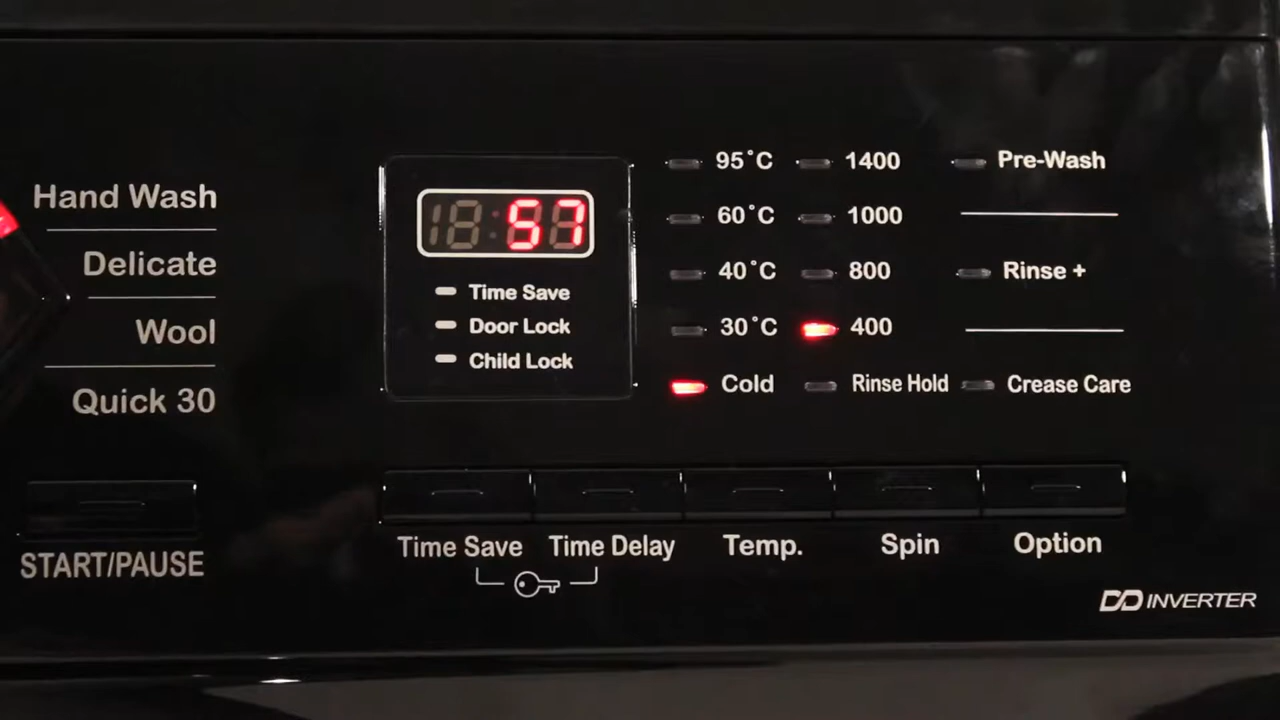 Hand Wash
Delicate
Wool
Quick 30
START/PAUSE
57
Time Save
Door Lock
Child Lock
95°C 1400 Pre-Wash
60°C 1000
40°C 800 Rinse +
30°C 400
Cold Rinse Hold Crease Care
Time Save Time Delay Temp. Spin Option
DD INVERTER